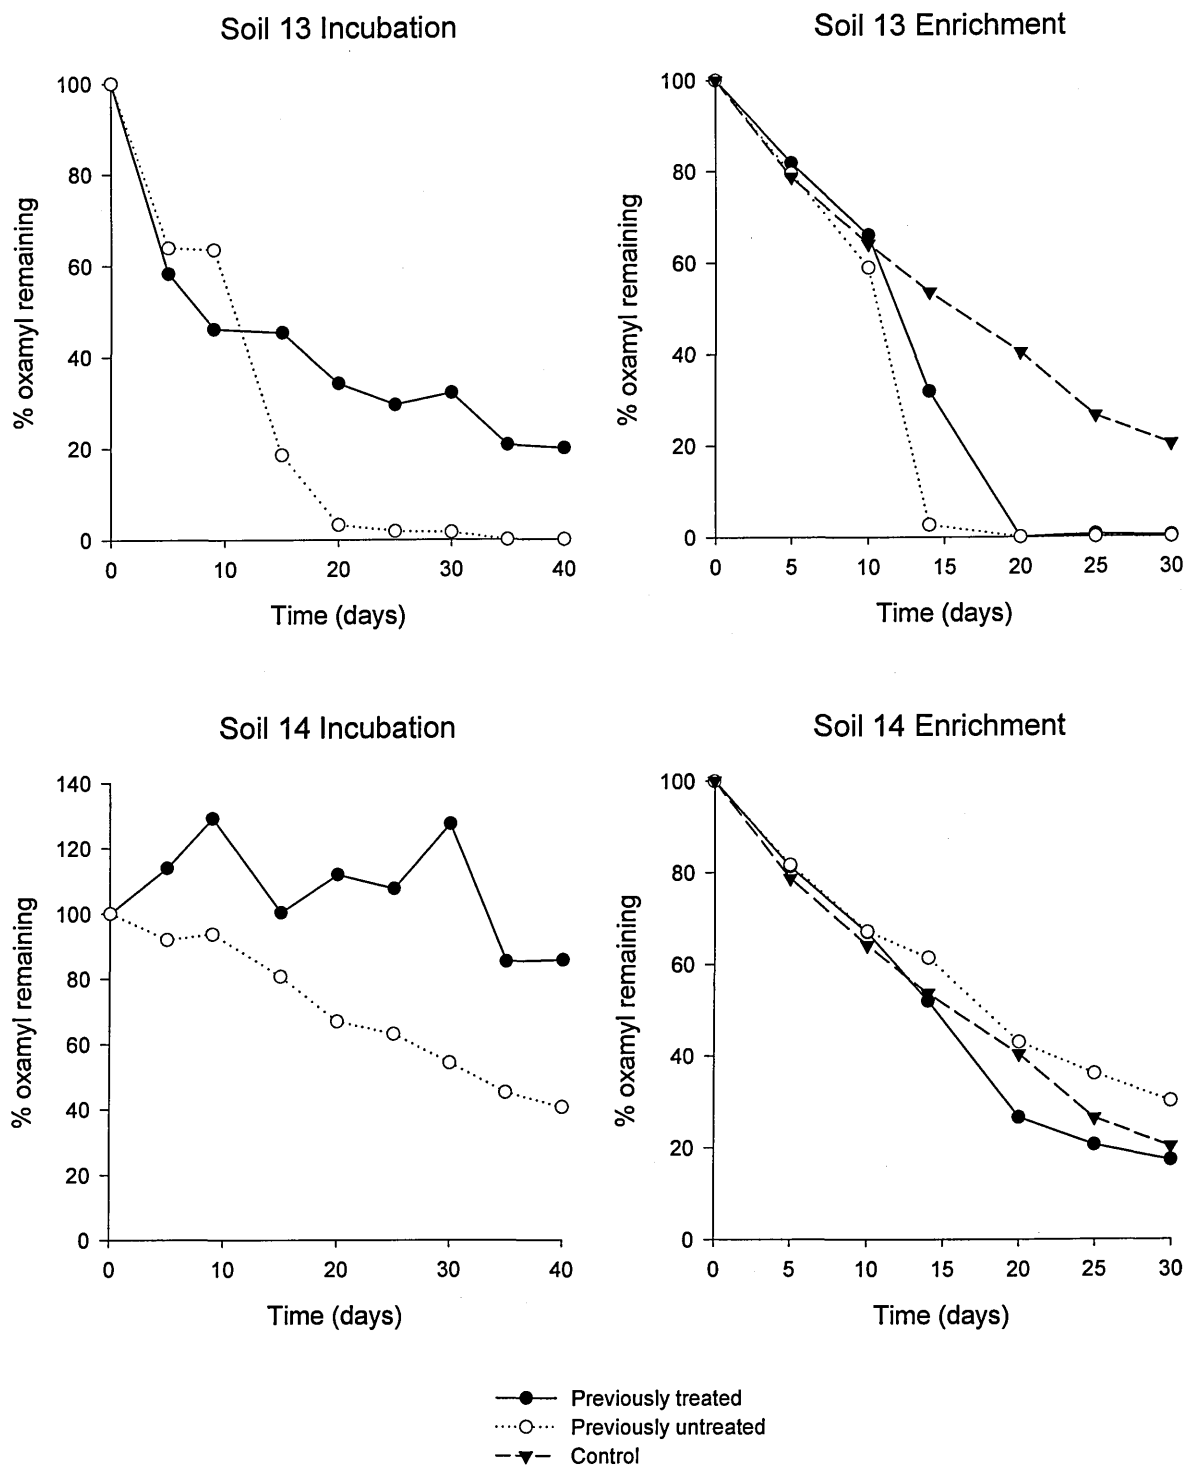 Soil 13 Incubation
100
80
60
40
20
0
% oxamyl remaining
0 10 20 30 40
Time (days)
Soil 13 Enrichment
100
80
60
40
20
0
% oxamyl remaining
0 5 10 15 20 25 30
Time (days)
Soil 14 Incubation
140
120
100
80
60
40
20
0
% oxamyl remaining
0 10 20 30 40
Time (days)
Soil 14 Enrichment
100
80
60
40
20
0
% oxamyl remaining
0 5 10 15 20 25 30
Time (days)
Previously treated
Previously untreated
Control